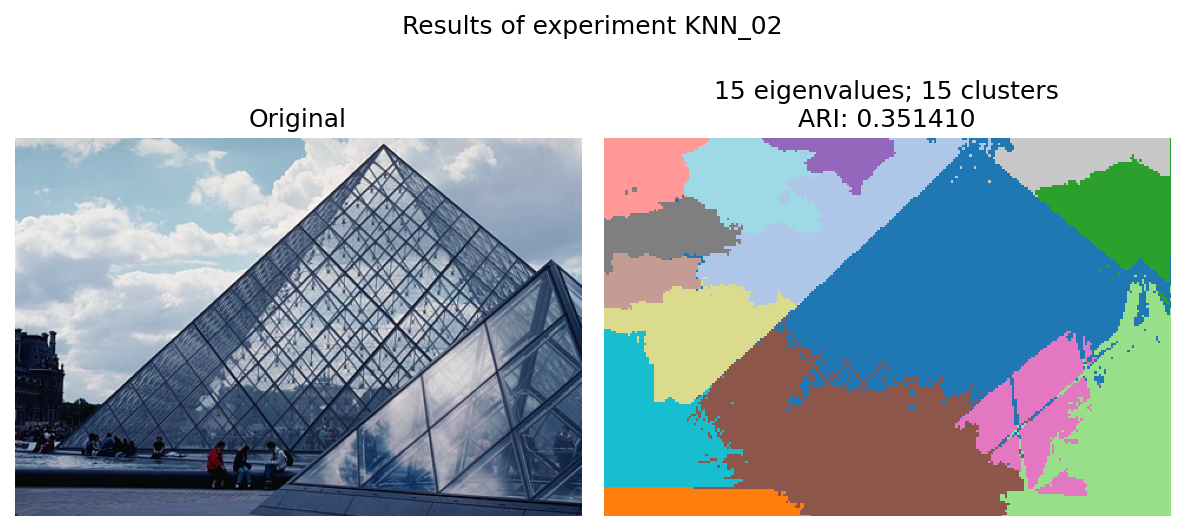 Results of experiment KNN_02
Original
15 eigenvalues; 15 clusters
ARI: 0.351410